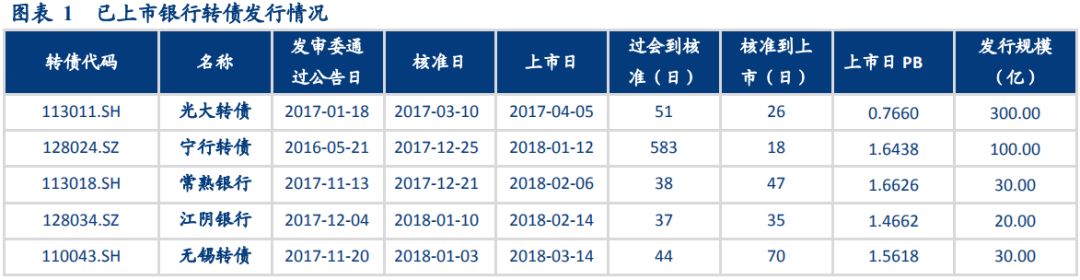 图表 1 已上市银行转债发行情况
转债代码 名称 发审委通过公告日 核准日 上市日 过会到核准（日） 核准到上市（日） 上市日 PB 发行规模（亿）
113011.SH 光大转债 2017-01-18 2017-03-10 2017-04-05 51 26 0.7660 300.00
128024.SZ 宁行转债 2016-05-21 2017-12-25 2018-01-12 583 18 1.6438 100.00
113018.SH 常熟银行 2017-11-13 2017-12-21 2018-02-06 38 47 1.6626 30.00
128034.SZ 江阴银行 2017-12-04 2018-01-10 2018-02-14 37 35 1.4662 20.00
110043.SH 无锡转债 2017-11-20 2018-01-03 2018-03-14 44 70 1.5618 30.00